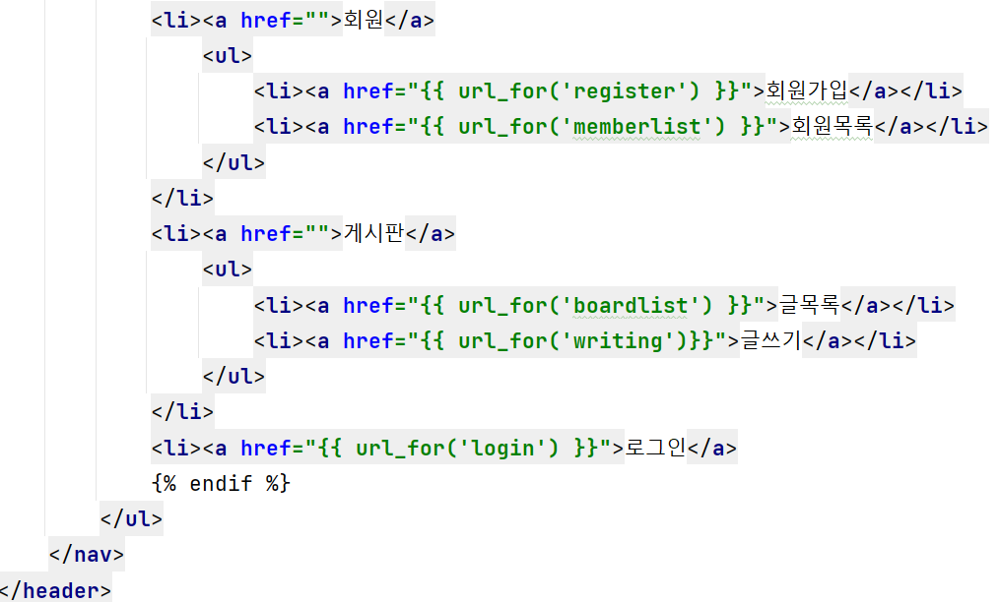 <li><a href="">회원</a>
<ul>
<li><a href="{{ url_for('register') }}">회원가입</a></li>
<li><a href="{{ url_for('memberlist') }}">회원목록</a></li>
</ul>
</li>
<li><a href="">게시판</a>
<ul>
<li><a href="{{ url_for('boardlist') }}">글목록</a></li>
<li><a href="{{ url_for('writing')}}">글쓰기</a></li>
</ul>
</li>
<li><a href="{{ url_for('login') }}">로그인</a>
{% endif %}
</ul>
</nav>
</header>